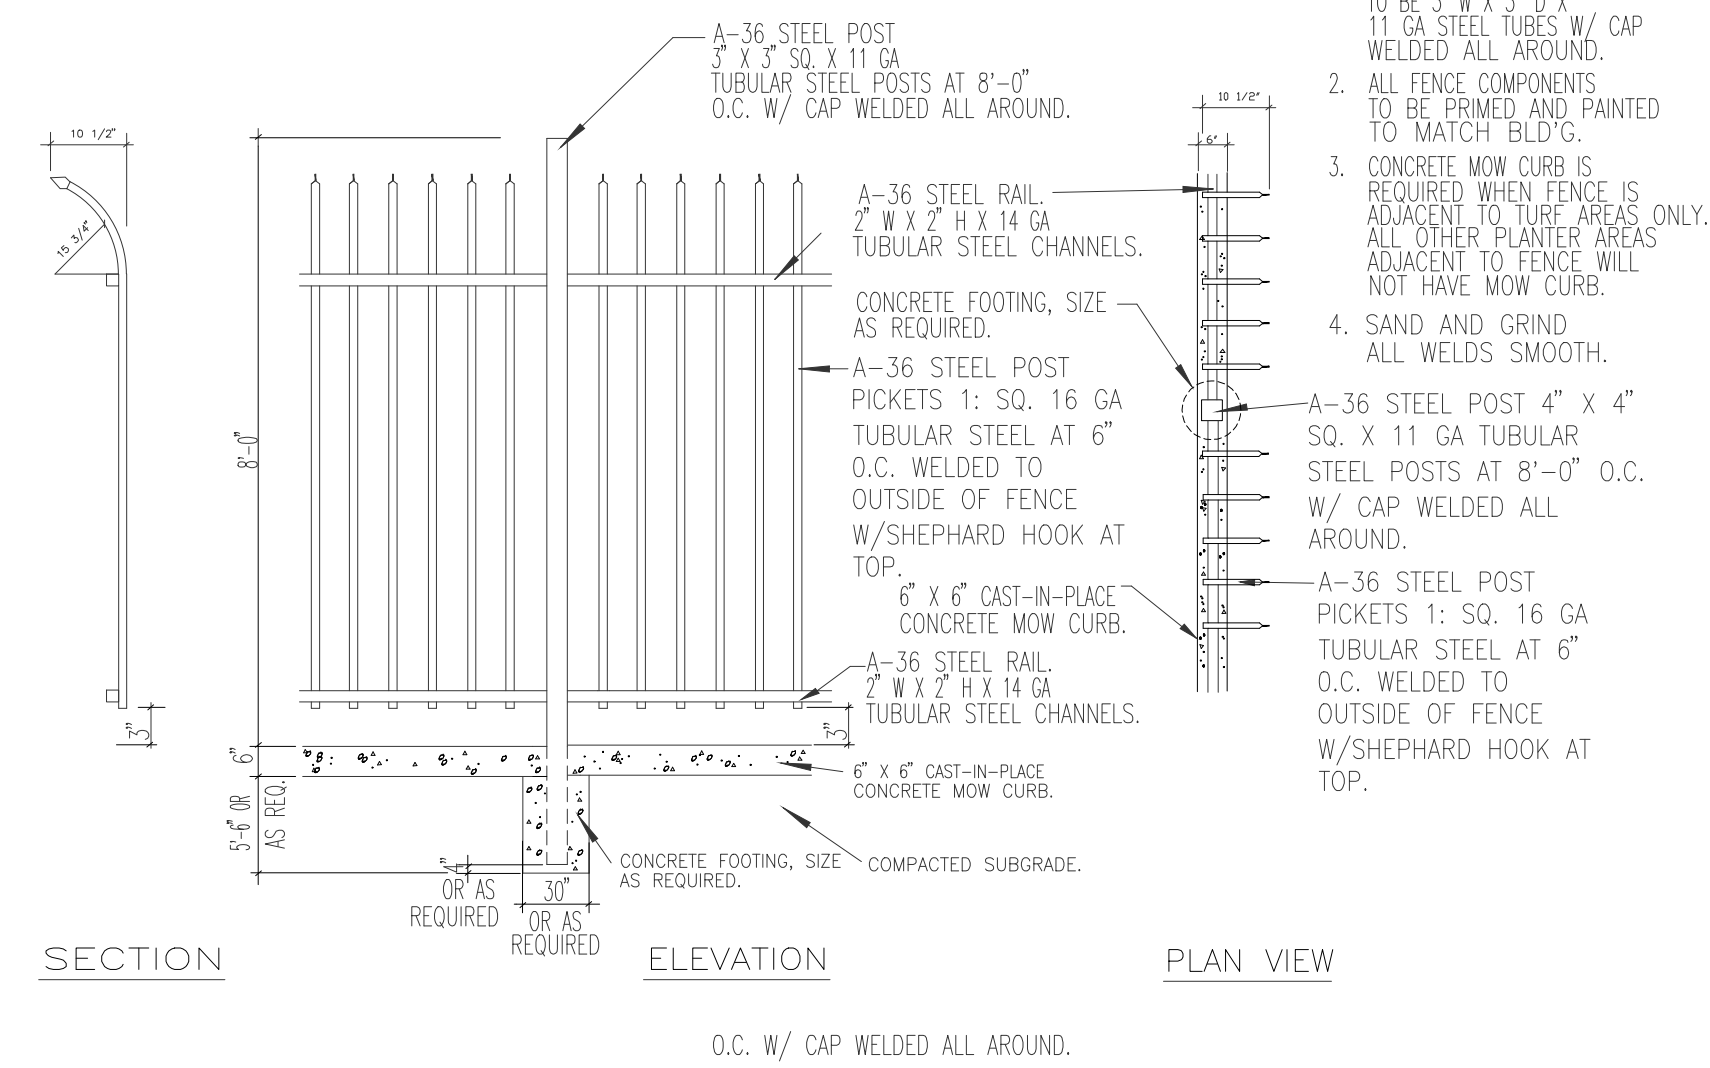 A-36 STEEL POST
3" X 3" SQ. X 11 GA
TUBULAR STEEL POSTS AT 8'-0"
O.C. W/ CAP WELDED ALL AROUND.
10 1/2"
15 3/4"
3"
8'-0"
6"
5'-6" OR
AS REQ.
A-36 STEEL RAIL.
2" W X 2" H X 14 GA
TUBULAR STEEL CHANNELS.
CONCRETE FOOTING, SIZE
AS REQUIRED.
A-36 STEEL POST
PICKETS 1: SQ. 16 GA
TUBULAR STEEL AT 6"
O.C. WELDED TO
OUTSIDE OF FENCE
W/SHEPHARD HOOK AT
TOP.
6" X 6" CAST-IN-PLACE
CONCRETE MOW CURB.
A-36 STEEL RAIL.
2" W X 2" H X 14 GA
TUBULAR STEEL CHANNELS.
3"
6" X 6" CAST-IN-PLACE
CONCRETE MOW CURB.
CONCRETE FOOTING, SIZE
AS REQUIRED.
COMPACTED SUBGRADE.
OR AS
REQUIRED
30"
OR AS
REQUIRED
10 1/2"
6"
11 GA STEEL TUBES W/ CAP
WELDED ALL AROUND.
2. ALL FENCE COMPONENTS
TO BE PRIMED AND PAINTED
TO MATCH BLD'G.
3. CONCRETE MOW CURB IS
REQUIRED WHEN FENCE IS
ADJACENT TO TURF AREAS ONLY.
ALL OTHER PLANTER AREAS
ADJACENT TO FENCE WILL
NOT HAVE MOW CURB.
4. SAND AND GRIND
ALL WELDS SMOOTH.
A-36 STEEL POST 4" X 4"
SQ. X 11 GA TUBULAR
STEEL POSTS AT 8'-0" O.C.
W/ CAP WELDED ALL
AROUND.
A-36 STEEL POST
PICKETS 1: SQ. 16 GA
TUBULAR STEEL AT 6"
O.C. WELDED TO
OUTSIDE OF FENCE
W/SHEPHARD HOOK AT
TOP.
SECTION
ELEVATION
PLAN VIEW
O.C. W/ CAP WELDED ALL AROUND.